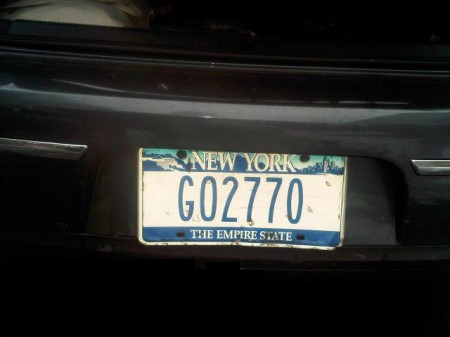 NEW YORK
G02770
THE EMPIRE STATE